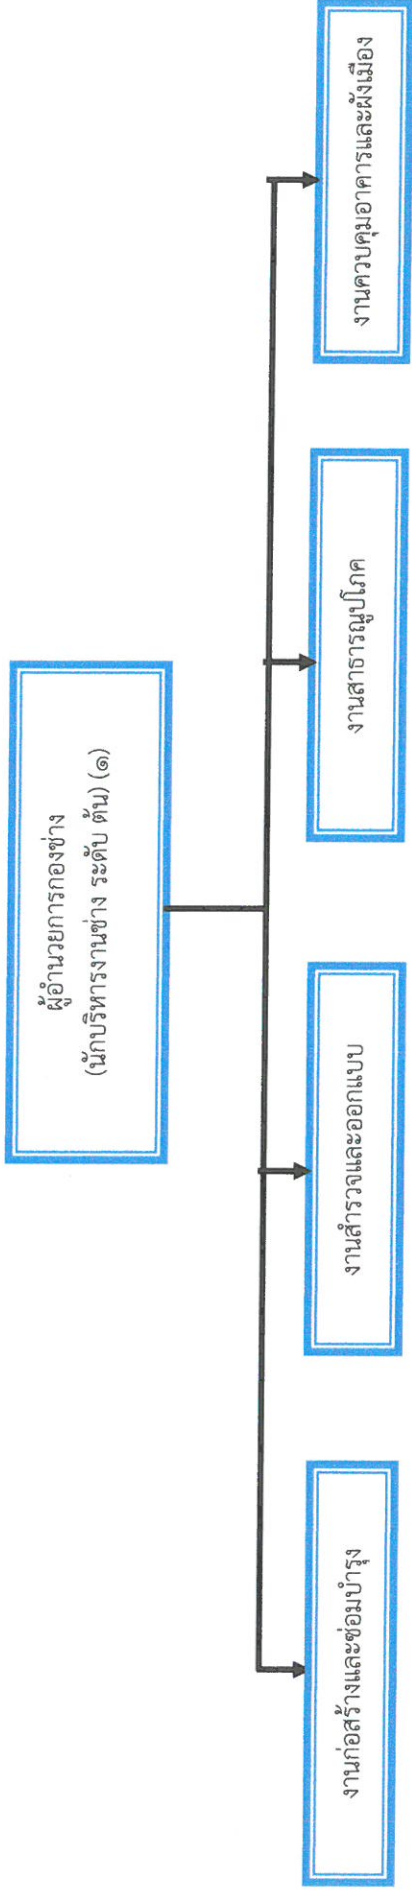 ผู้อำนวยการกองช่าง
(นักบริหารงานช่าง ระดับ ต้น) (๑)
งานก่อสร้างและซ่อมบำรุง
งานสำรวจและออกแบบ
งานสาธารณูปโภค
งานควบคุมอาคารและผังเมือง